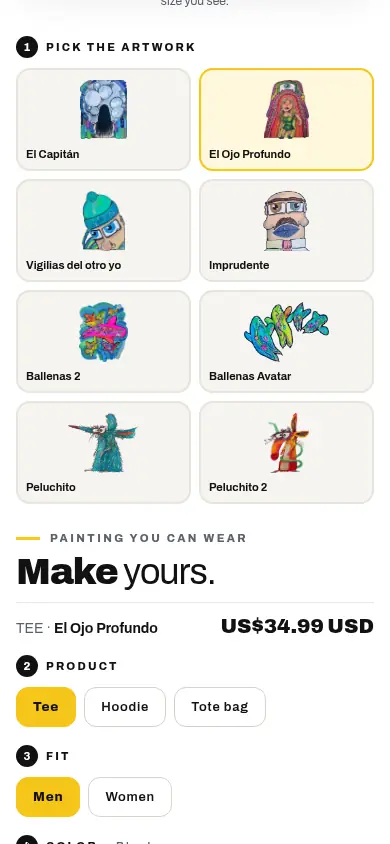 size you see.
1 PICK THE ARTWORK
El Capitán
El Ojo Profundo
Vigilias del otro yo
Imprudente
Ballenas 2
Ballenas Avatar
Peluchito
Peluchito 2
PAINTING YOU CAN WEAR
Make yours.
TEE · El Ojo Profundo
US$34.99 USD
2 PRODUCT
Tee
Hoodie
Tote bag
3 FIT
Men
Women